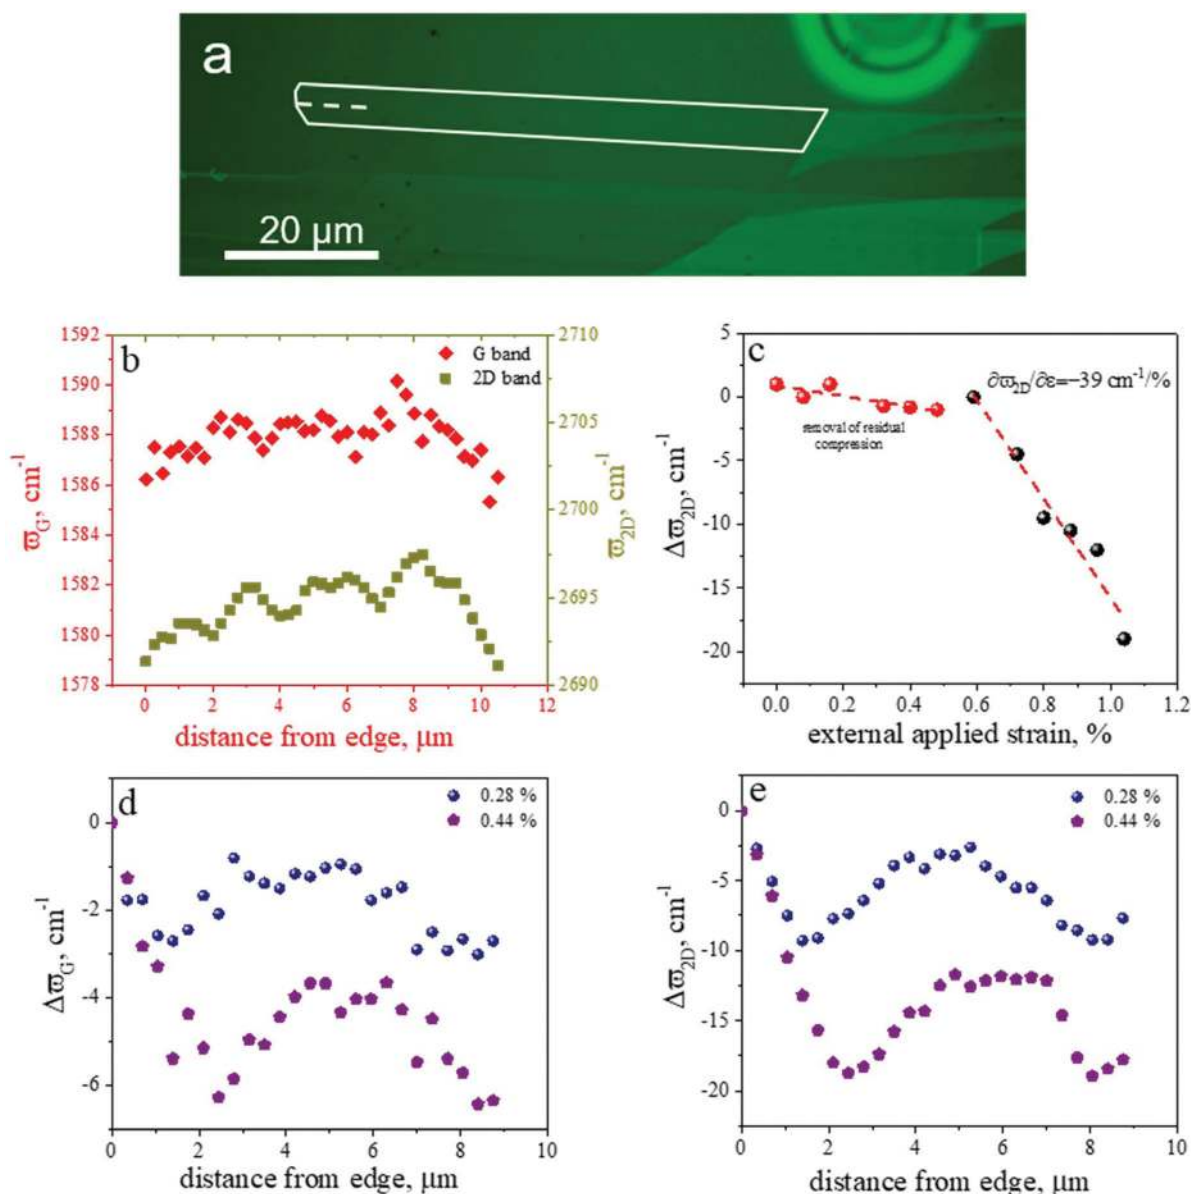 a
20 µm
b
G band
2D band
1592
1590
1588
1586
1584
1582
1580
1578
ϖG, cm-1
2710
2705
2700
2695
2690
ϖ2D, cm-1
0 2 4 6 8 10 12
distance from edge, µm
c
∂ϖ2D/∂ε=−39 cm-1/%
removal of residual
compression
5
0
-5
-10
-15
-20
Δϖ2D, cm-1
0.0 0.2 0.4 0.6 0.8 1.0 1.2
external applied strain, %
d
0.28 %
0.44 %
0
-2
-4
-6
ΔϖG, cm-1
0 2 4 6 8 10
distance from edge, µm
e
0.28 %
0.44 %
0
-5
-10
-15
-20
Δϖ2D, cm-1
0 2 4 6 8 10
distance from edge, µm